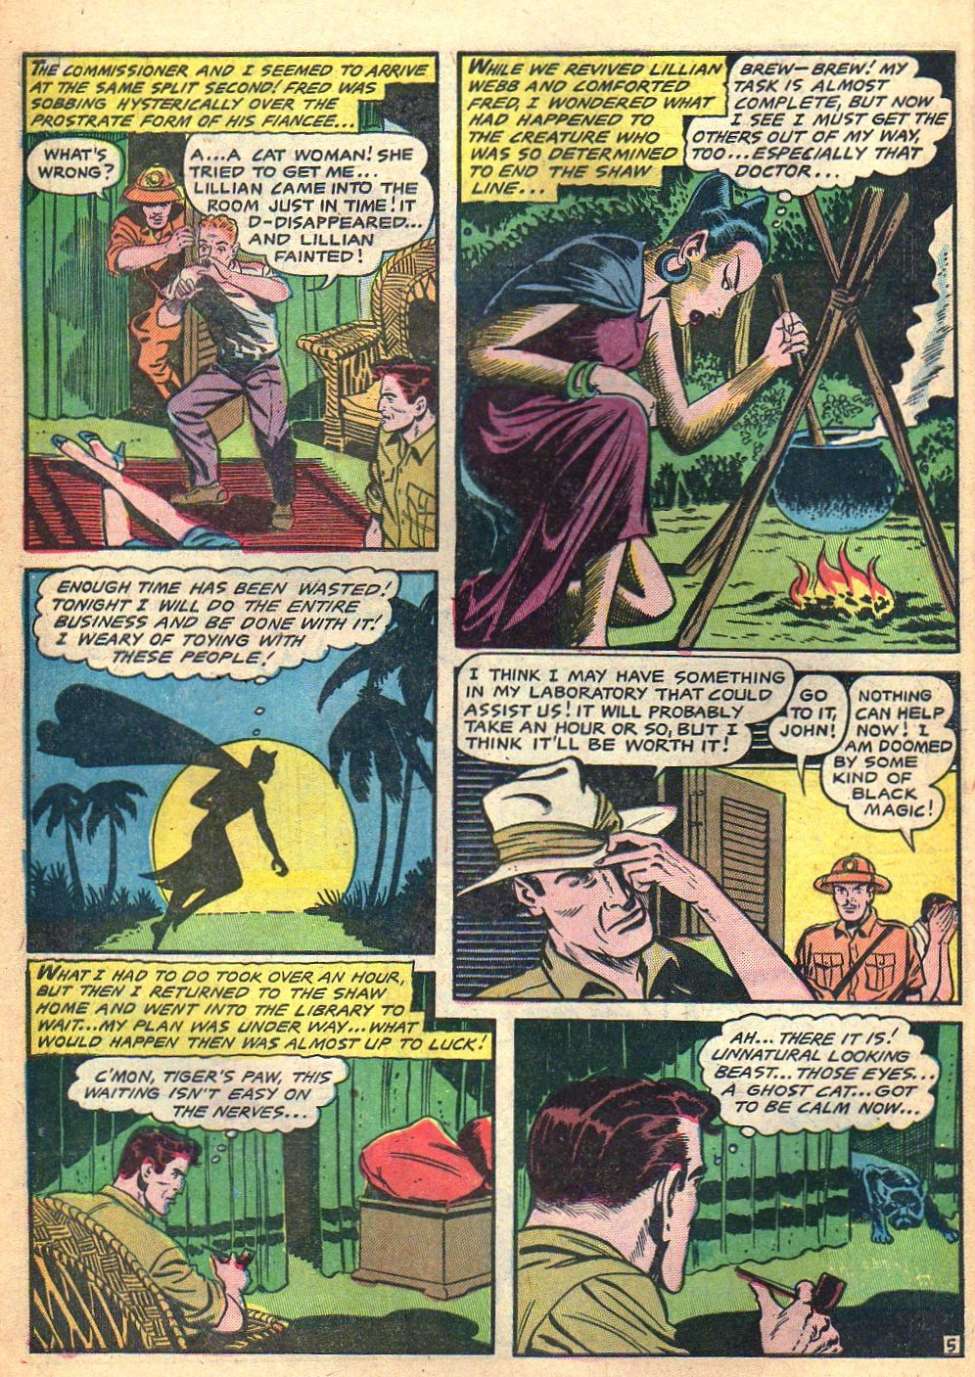 THE COMMISSIONER AND I SEEMED TO ARRIVE
AT THE SAME SPLIT SECOND! FRED WAS
SOBBING HYSTERICALLY OVER THE
PROSTRATE FORM OF HIS FIANCEE...
WHAT'S
WRONG?
A...A CAT WOMAN! SHE
TRIED TO GET ME...
LILLIAN CAME INTO THE
ROOM JUST IN TIME! IT
D-DISAPPEARED...
AND LILLIAN
FAINTED!
WHILE WE REVIVED LILLIAN
WEBB AND COMFORTED
FRED, I WONDERED WHAT
HAD HAPPENED TO
THE CREATURE WHO
WAS SO DETERMINED
TO END THE SHAW
LINE...
BREW-BREW! MY
TASK IS ALMOST
COMPLETE, BUT NOW
I SEE I MUST GET THE
OTHERS OUT OF MY WAY,
TOO...ESPECIALLY THAT
DOCTOR...
ENOUGH TIME HAS BEEN WASTED!
TONIGHT I WILL DO THE ENTIRE
BUSINESS AND BE DONE WITH IT!
I WEARY OF TOYING WITH
THESE PEOPLE!
I THINK I MAY HAVE SOMETHING
IN MY LABORATORY THAT COULD
ASSIST US! IT WILL PROBABLY
TAKE AN HOUR OR SO, BUT I
THINK IT'LL BE WORTH IT!
GO
TO IT,
JOHN!
NOTHING
CAN HELP
NOW! I
AM DOOMED
BY SOME
KIND OF
BLACK
MAGIC!
WHAT I HAD TO DO TOOK OVER AN HOUR,
BUT THEN I RETURNED TO THE SHAW
HOME AND WENT INTO THE LIBRARY TO
WAIT...MY PLAN WAS UNDER WAY...WHAT
WOULD HAPPEN THEN WAS ALMOST UP TO LUCK!
C'MON, TIGER'S PAW, THIS
WAITING ISN'T EASY ON
THE NERVES...
AH... THERE IT IS!
UNNATURAL LOOKING
BEAST... THOSE EYES...
A GHOST CAT...GOT
TO BE CALM NOW...
5